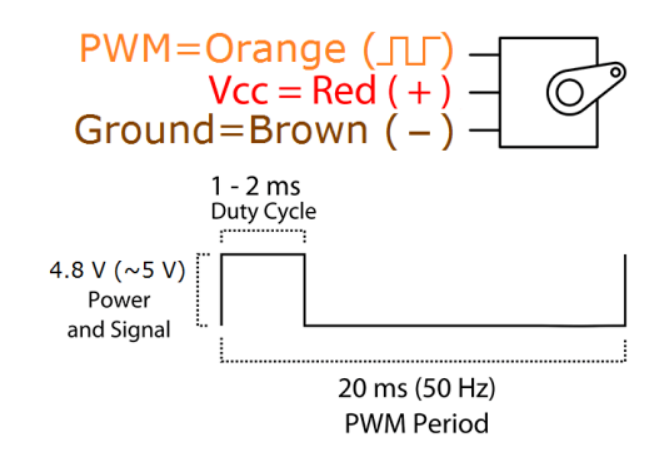 PWM=Orange (⎍⎍)
Vcc = Red ( + )
Ground=Brown ( − )
1 - 2 ms
Duty Cycle
4.8 V (~5 V)
Power
and Signal
20 ms (50 Hz)
PWM Period